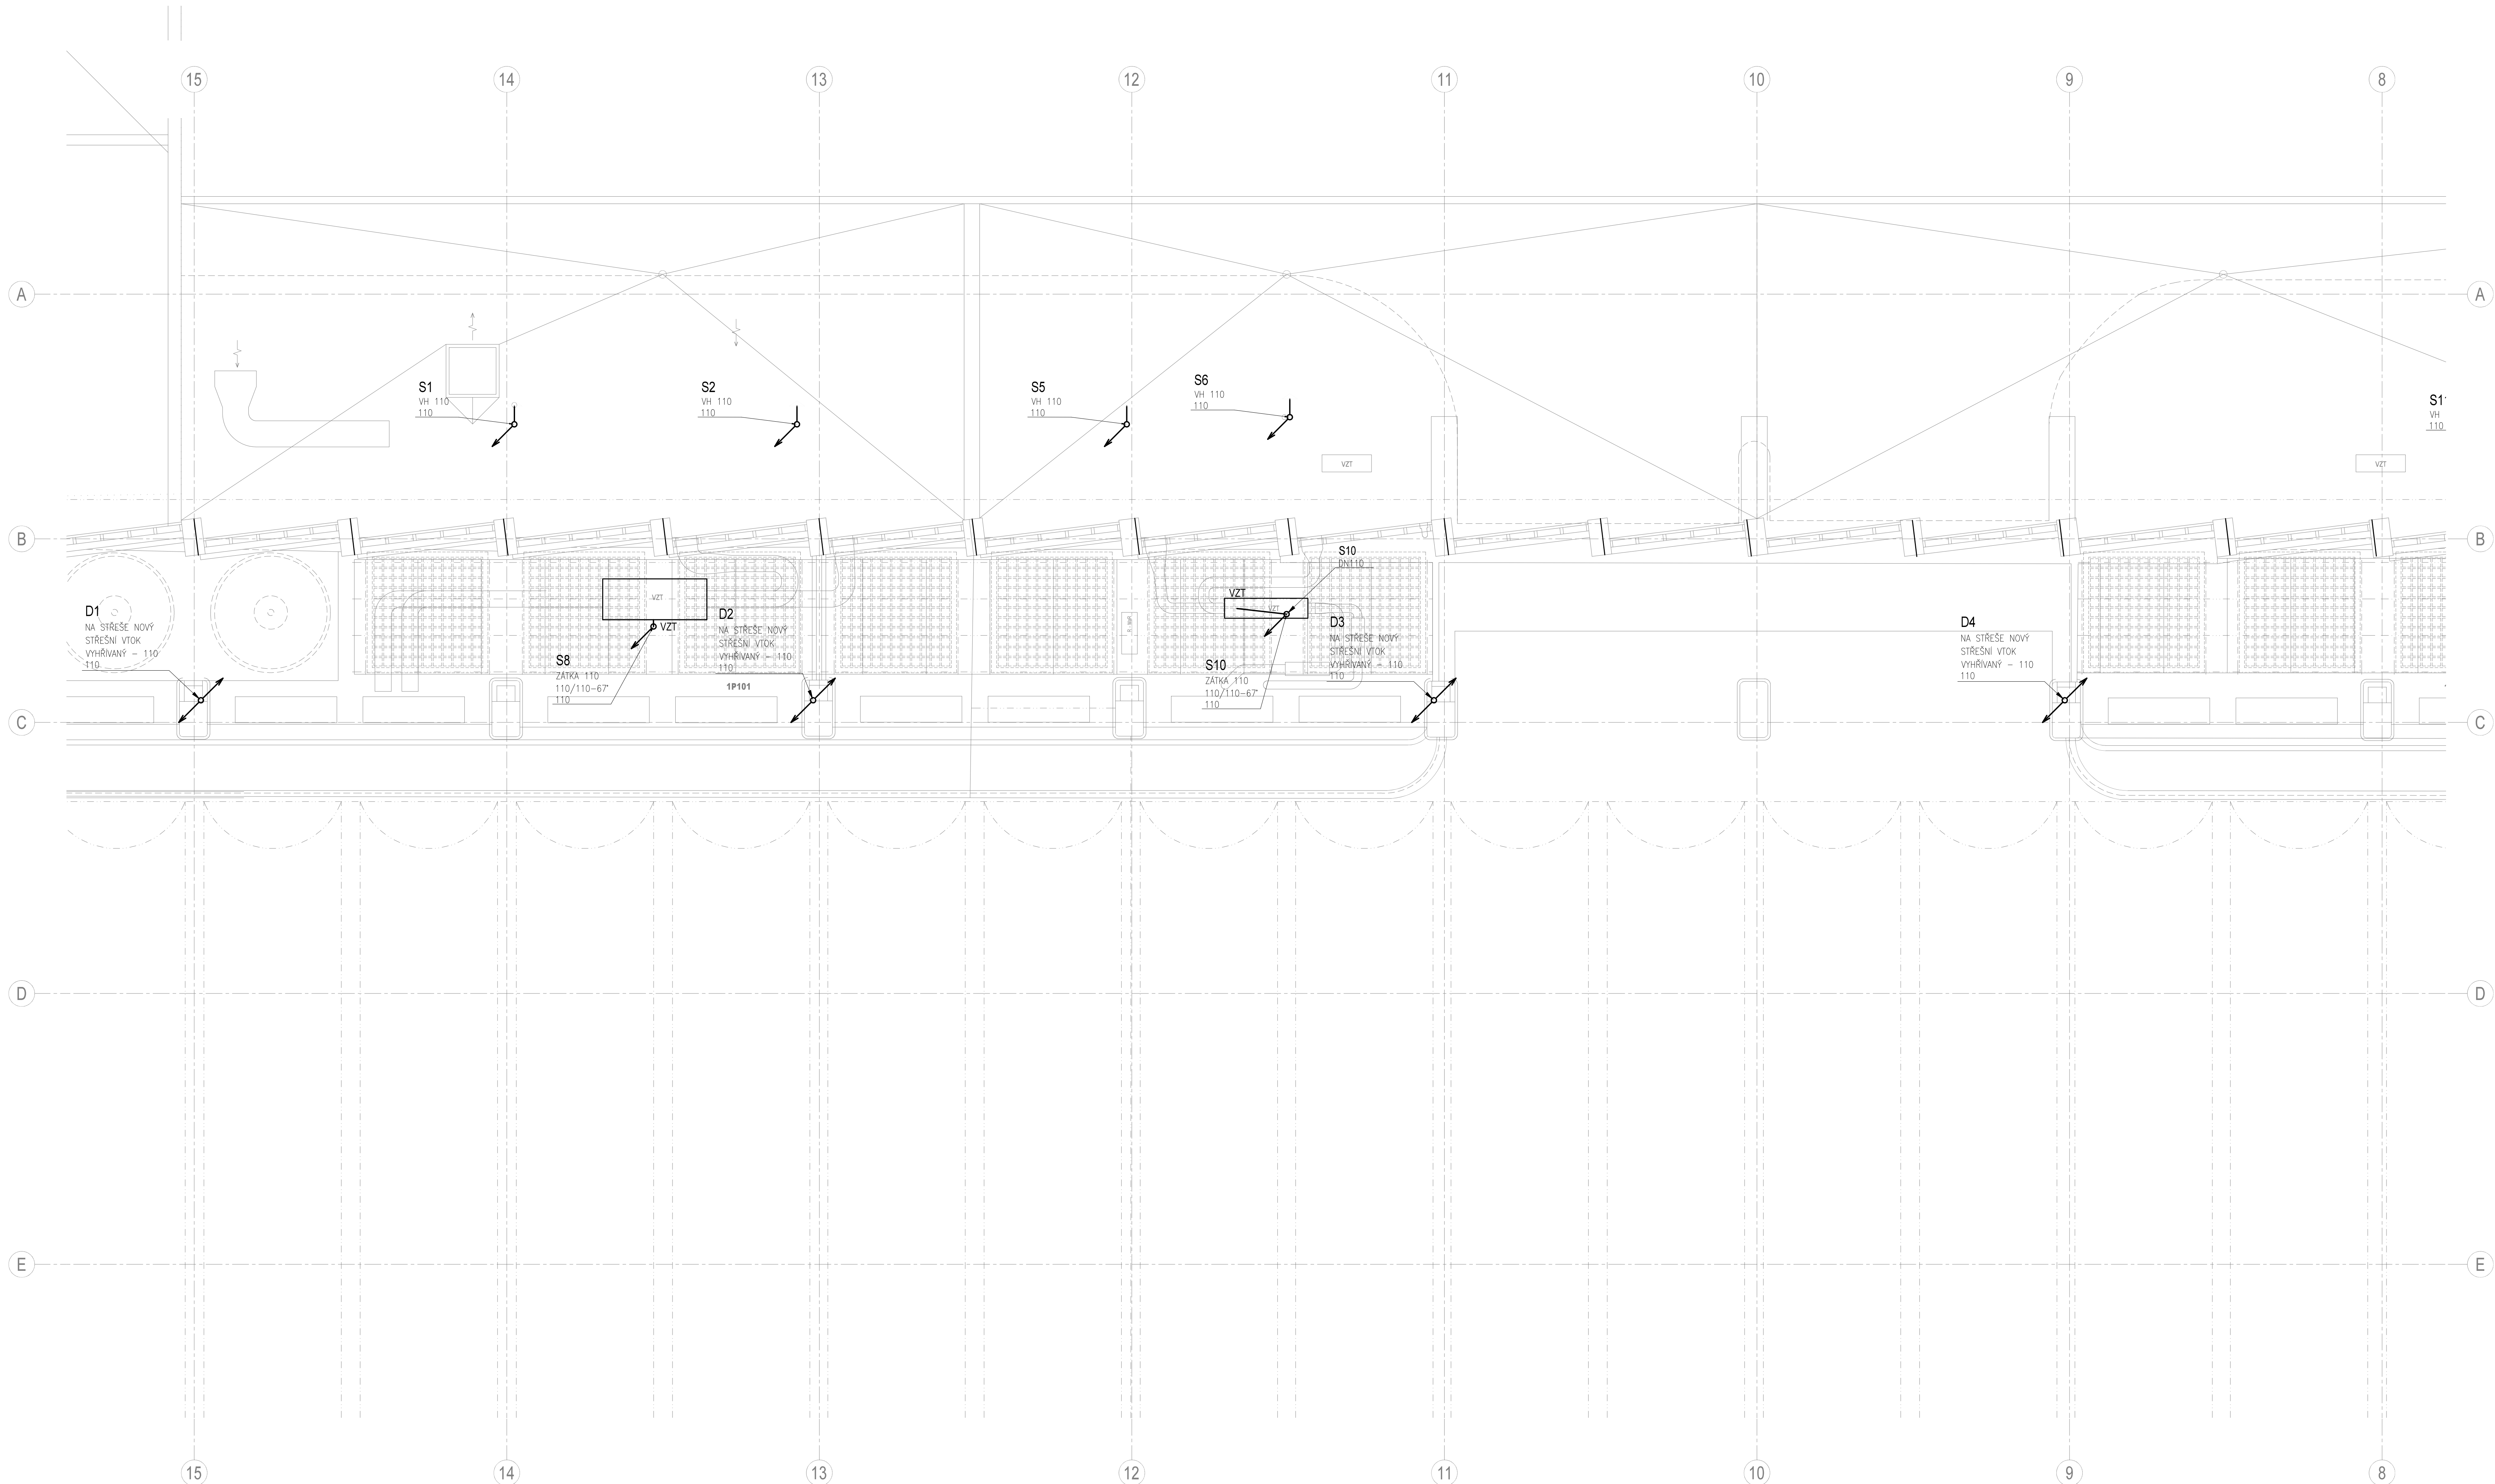 15 14 13 12 11 10 9 8
A A
S1
VH 110
110
S2
VH 110
110
S5
VH 110
110
S6
VH 110
110
S1
VH
110
VZT
VZT
B B
S10
DN110
VZT
VZT
D1
NA STŘEŠE NOVÝ
STŘEŠNÍ VTOK
VYHŘÍVANÝ – 110
110
VZT
D2
NA STŘEŠE NOVÝ
STŘEŠNÍ VTOK
VYHŘÍVANÝ – 110
110
VZT
D3
NA STŘEŠE NOVÝ
STŘEŠNÍ VTOK
VYHŘÍVANÝ – 110
110
D4
NA STŘEŠE NOVÝ
STŘEŠNÍ VTOK
VYHŘÍVANÝ – 110
110
S8
ZÁTKA 110
110/110–67°
110
S10
ZÁTKA 110
110/110–67°
110
1P101
C C
D D
E E
15 14 13 12 11 10 9 8